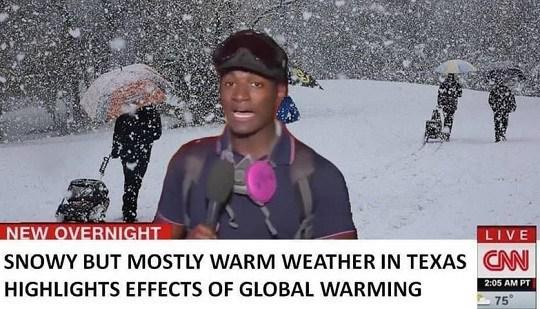 NEW OVERNIGHT
LIVE
SNOWY BUT MOSTLY WARM WEATHER IN TEXAS
HIGHLIGHTS EFFECTS OF GLOBAL WARMING
CNN
2:05 AM PT
75°